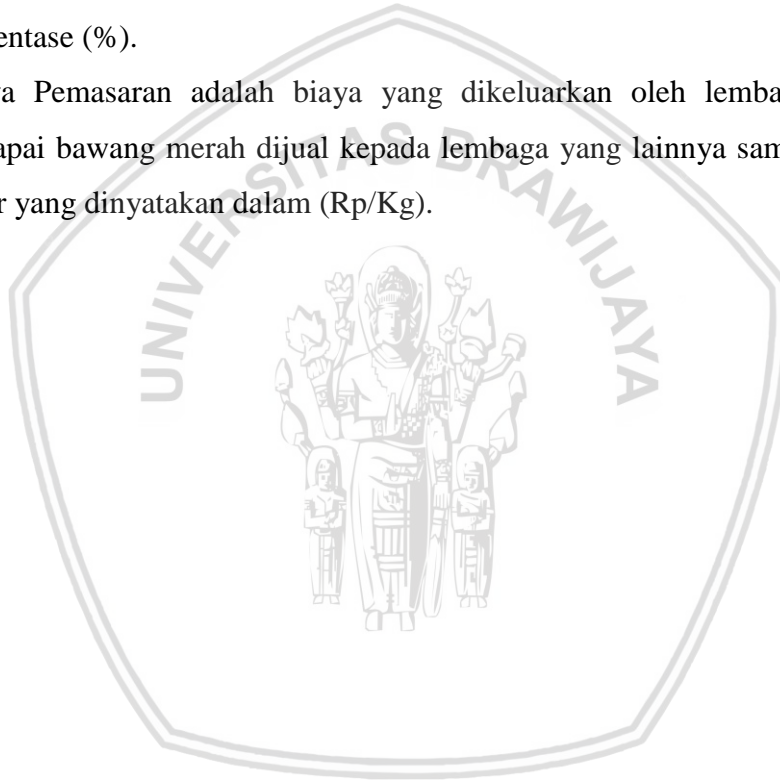 entase (%).
a Pemasaran adalah biaya yang dikeluarkan oleh lemba
apai bawang merah dijual kepada lembaga yang lainnya sam
r yang dinyatakan dalam (Rp/Kg).
UNIVERSITAS BRAWIJAYA